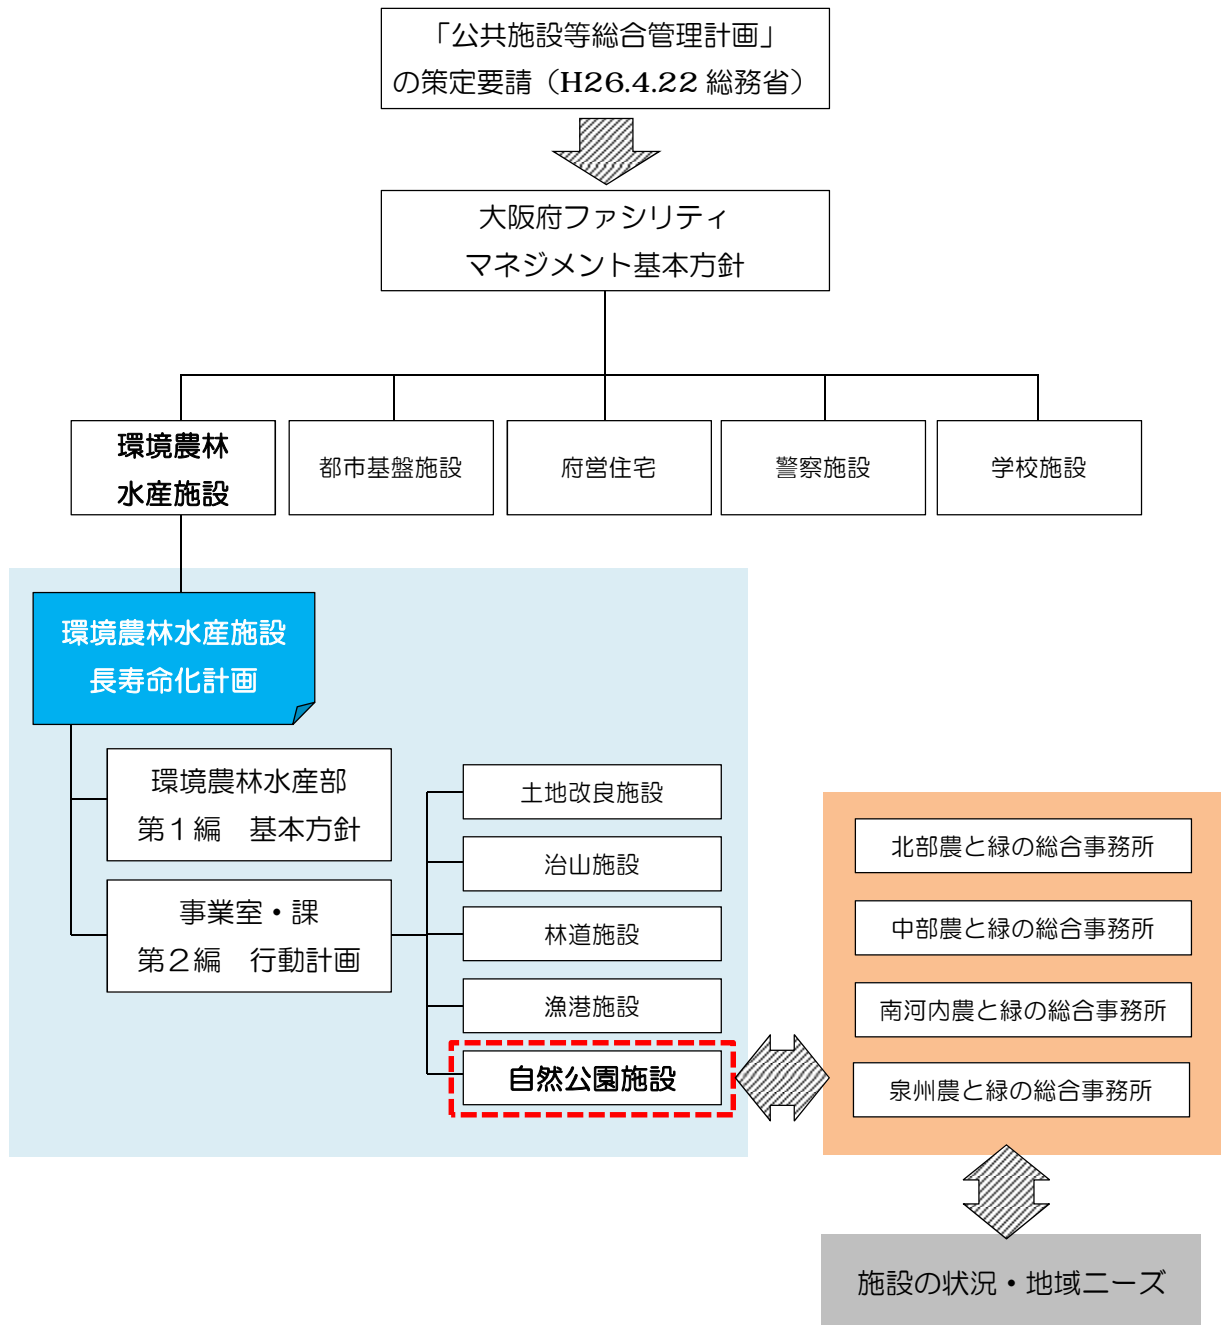 「公共施設等総合管理計画」
の策定要請（H26.4.22 総務省）
大阪府ファシリティ
マネジメント基本方針
環境農林
水産施設
都市基盤施設
府営住宅
警察施設
学校施設
環境農林水産施設
長寿命化計画
環境農林水産部
第１編　基本方針
事業室・課
第２編　行動計画
土地改良施設
治山施設
林道施設
漁港施設
自然公園施設
北部農と緑の総合事務所
中部農と緑の総合事務所
南河内農と緑の総合事務所
泉州農と緑の総合事務所
施設の状況・地域ニーズ